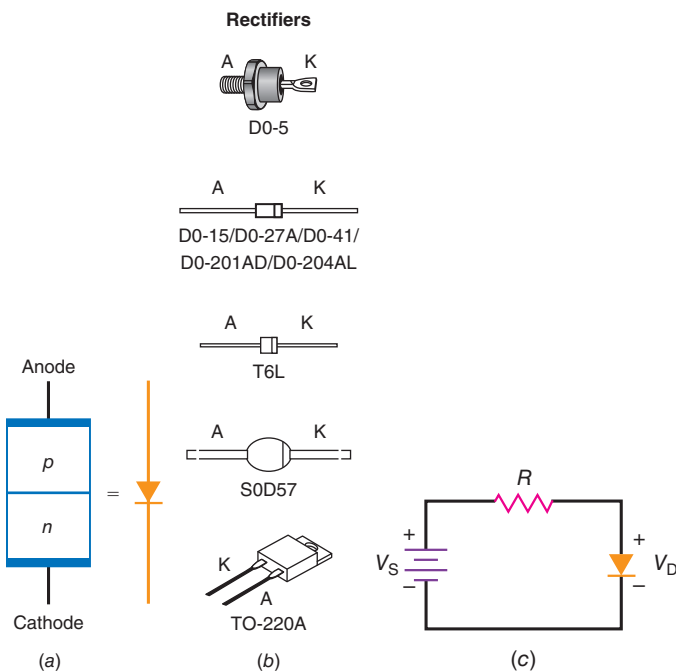 Rectifiers
A K
D0-5
A K
D0-15/D0-27A/D0-41/
D0-201AD/D0-204AL
A K
T6L
A K
S0D57
K
A
TO-220A
(b)
Anode
p
n
=
Cathode
(a)
R
+
VS
–
+
VD
–
(c)